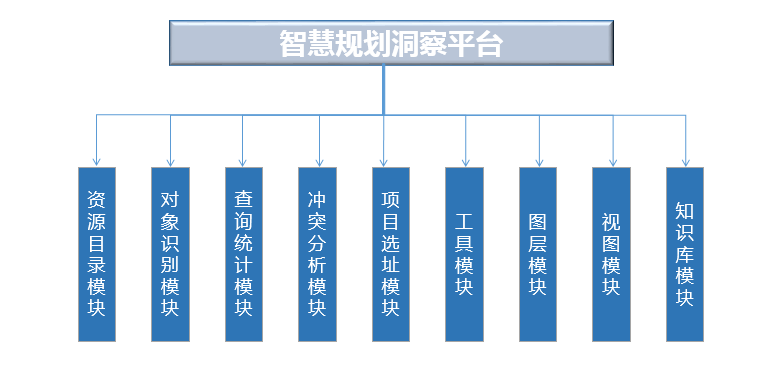 智慧规划洞察平台
资源目录模块
对象识别模块
查询统计模块
冲突分析模块
项目选址模块
工具模块
图层模块
视图模块
知识库模块